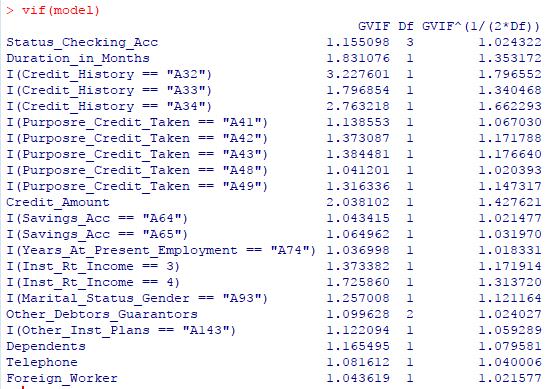 > vif(model)
GVIF Df GVIF^(1/(2*Df))
Status_Checking_Acc 1.155098 3 1.024322
Duration_in_Months 1.831076 1 1.353172
I(Credit_History == "A32") 3.227601 1 1.796552
I(Credit_History == "A33") 1.796854 1 1.340468
I(Credit_History == "A34") 2.763218 1 1.662293
I(Purposre_Credit_Taken == "A41") 1.138553 1 1.067030
I(Purposre_Credit_Taken == "A42") 1.373087 1 1.171788
I(Purposre_Credit_Taken == "A43") 1.384481 1 1.176640
I(Purposre_Credit_Taken == "A48") 1.041201 1 1.020393
I(Purposre_Credit_Taken == "A49") 1.316336 1 1.147317
Credit_Amount 2.038102 1 1.427621
I(Savings_Acc == "A64") 1.043415 1 1.021477
I(Savings_Acc == "A65") 1.064962 1 1.031970
I(Years_At_Present_Employment == "A74") 1.036998 1 1.018331
I(Inst_Rt_Income == 3) 1.373382 1 1.171914
I(Inst_Rt_Income == 4) 1.725860 1 1.313720
I(Marital_Status_Gender == "A93") 1.257008 1 1.121164
Other_Debtors_Guarantors 1.099628 2 1.024027
I(Other_Inst_Plans == "A143") 1.122094 1 1.059289
Dependents 1.165495 1 1.079581
Telephone 1.081612 1 1.040006
Foreign_Worker 1.043619 1 1.021577